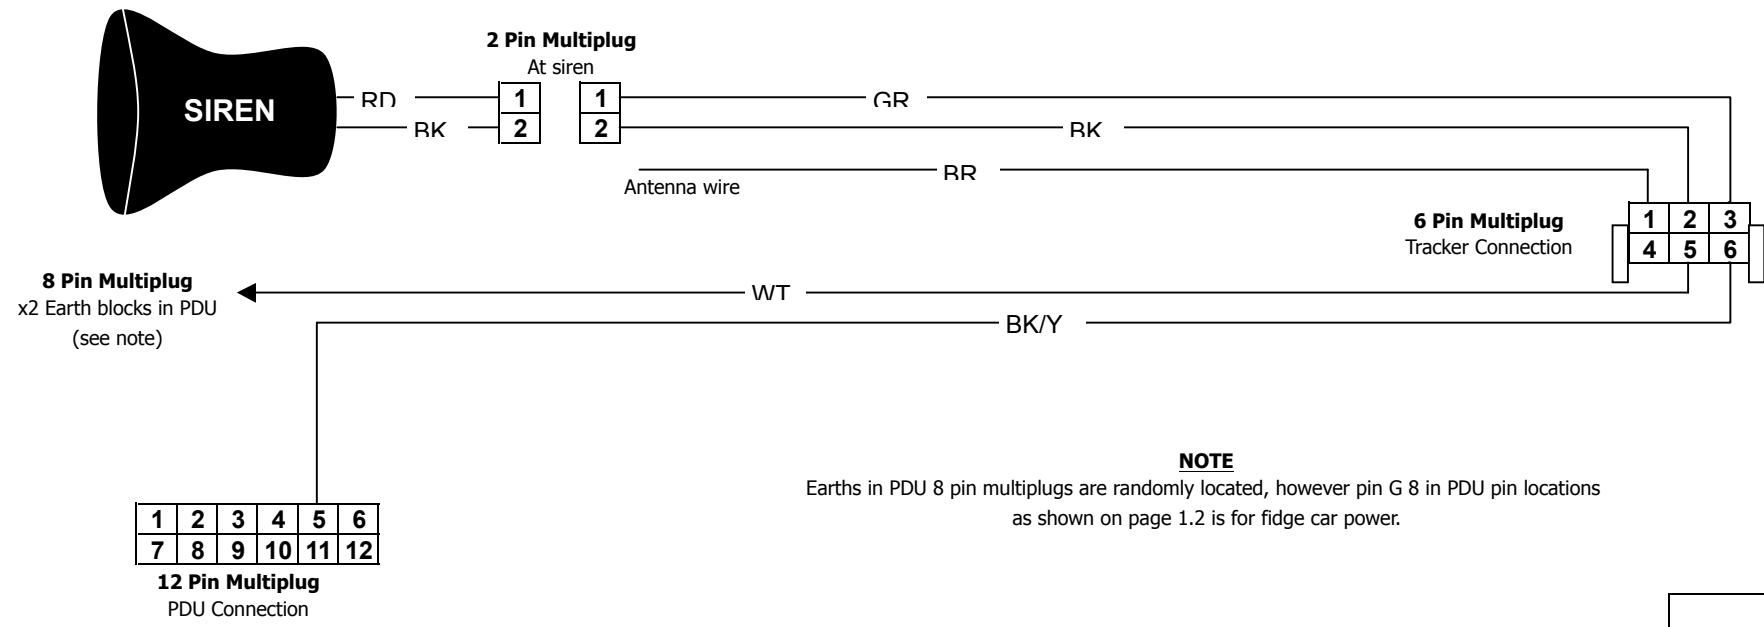 2 Pin Multiplug
At siren
SIREN
RD
1
1
GR
BK
2
2
BK
BR
Antenna wire
6 Pin Multiplug
Tracker Connection
1 2 3
4 5 6
8 Pin Multiplug
x2 Earth blocks in PDU
(see note)
WT
BK/Y
NOTE
Earths in PDU 8 pin multiplugs are randomly located, however pin G 8 in PDU pin locations
as shown on page 1.2 is for fidge car power.
1 2 3 4 5 6
7 8 9 10 11 12
12 Pin Multiplug
PDU Connection